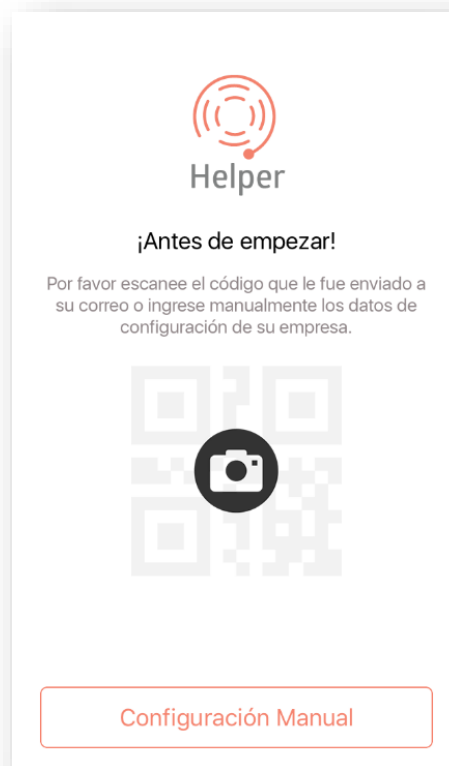 Helper
¡Antes de empezar!
Por favor escanee el código que le fue enviado a
su correo o ingrese manualmente los datos de
configuración de su empresa.
Configuración Manual